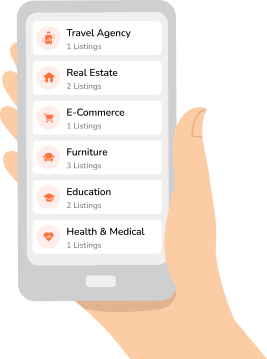 Travel Agency
1 Listings
Real Estate
2 Listings
E-Commerce
1 Listings
Furniture
3 Listings
Education
2 Listings
Health & Medical
1 Listings